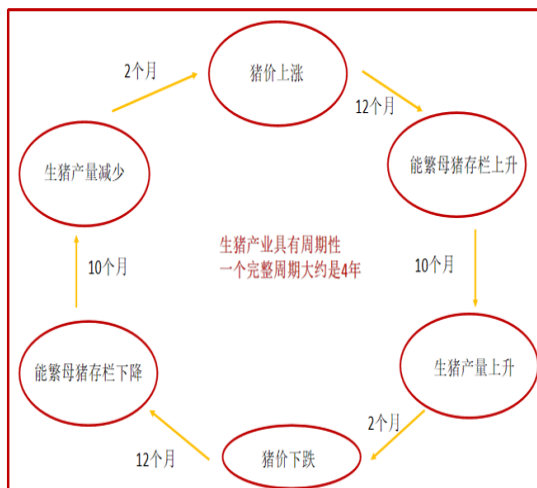 猪价上涨
12个月
能繁母猪存栏上升
10个月
生猪产量上升
2个月
猪价下跌
12个月
能繁母猪存栏下降
10个月
生猪产量减少
2个月
生猪产业具有周期性
一个完整周期大约是4年